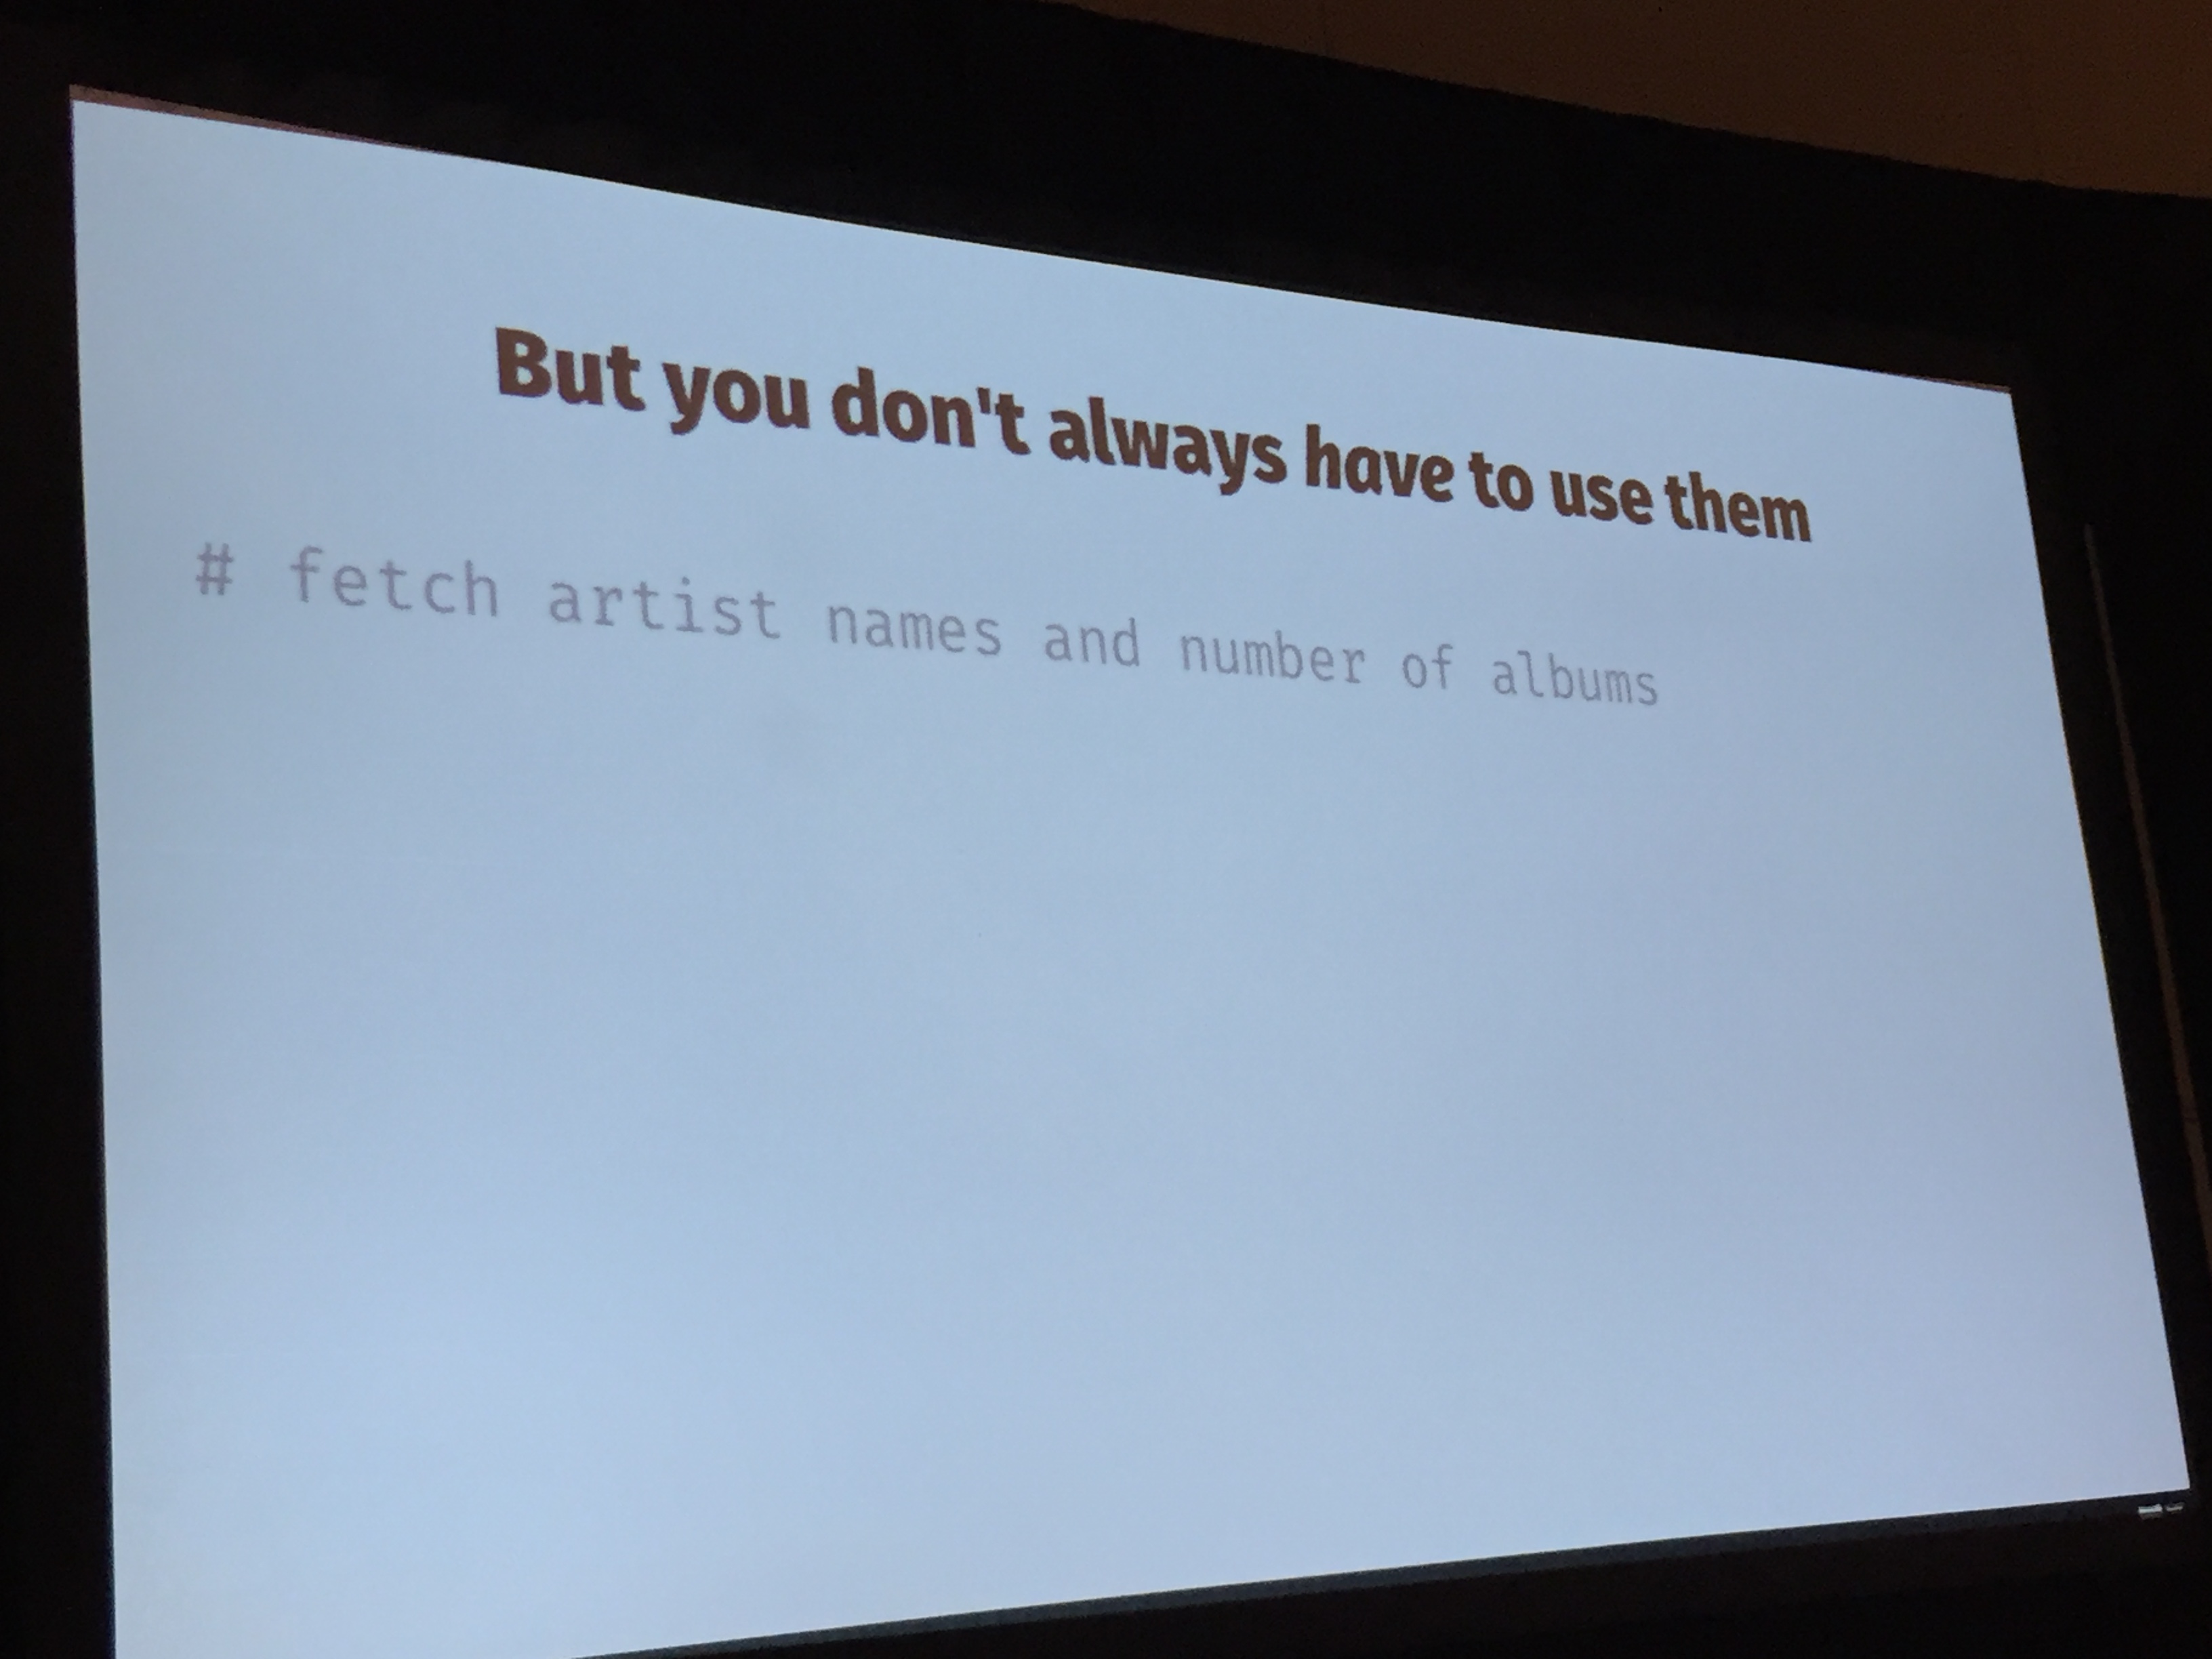 But you don't always have to use them
# fetch artist names and number of albums